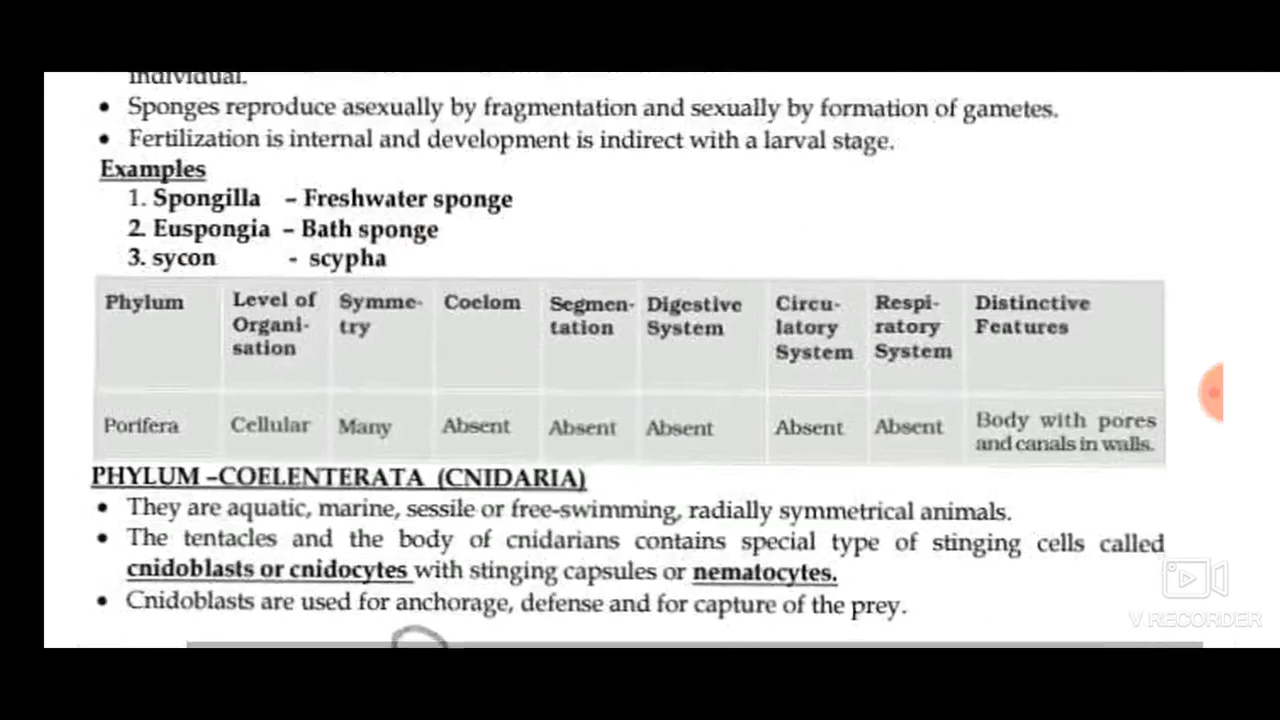 individual.
• Sponges reproduce asexually by fragmentation and sexually by formation of gametes.
• Fertilization is internal and development is indirect with a larval stage.
Examples
1. Spongilla – Freshwater sponge
2. Euspongia – Bath sponge
3. sycon - scypha
Phylum Level of Organi-sation Symme-try Coelom Segmen-tation Digestive System Circu-latory System Respi-ratory System Distinctive Features
Porifera Cellular Many Absent Absent Absent Absent Absent Body with pores and canals in walls.
PHYLUM –COELENTERATA (CNIDARIA)
• They are aquatic, marine, sessile or free-swimming, radially symmetrical animals.
• The tentacles and the body of cnidarians contains special type of stinging cells called
cnidoblasts or cnidocytes with stinging capsules or nematocytes.
• Cnidoblasts are used for anchorage, defense and for capture of the prey.
V RECORDER